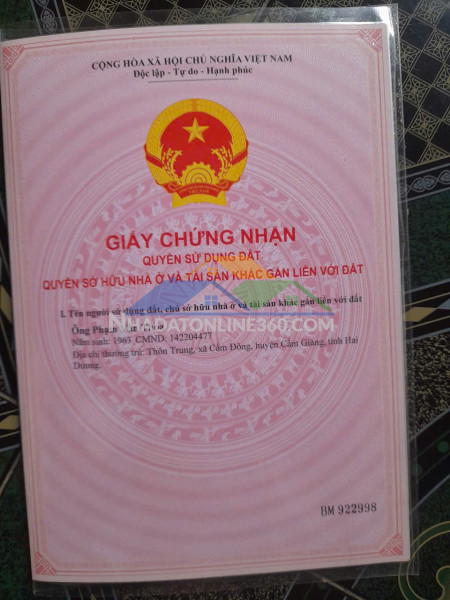 CỘNG HÒA XÃ HỘI CHỦ NGHĨA VIỆT NAM
Độc lập - Tự do - Hạnh phúc
GIẤY CHỨNG NHẬN
QUYỀN SỬ DỤNG ĐẤT
QUYỀN SỞ HỮU NHÀ Ở VÀ TÀI SẢN KHÁC GẮN LIỀN VỚI ĐẤT
I. Tên người sử dụng đất, chủ sở hữu nhà ở và tài sản khác gắn liền với đất
Ông Phạm
NHADATONLINE360.COM
Năm sinh: 1963 CMND: 142204477
Địa chỉ thường trú: Thôn Trung, xã Cẩm Đông, huyện Cẩm Giàng, tỉnh Hải
Dương.
BM 922998